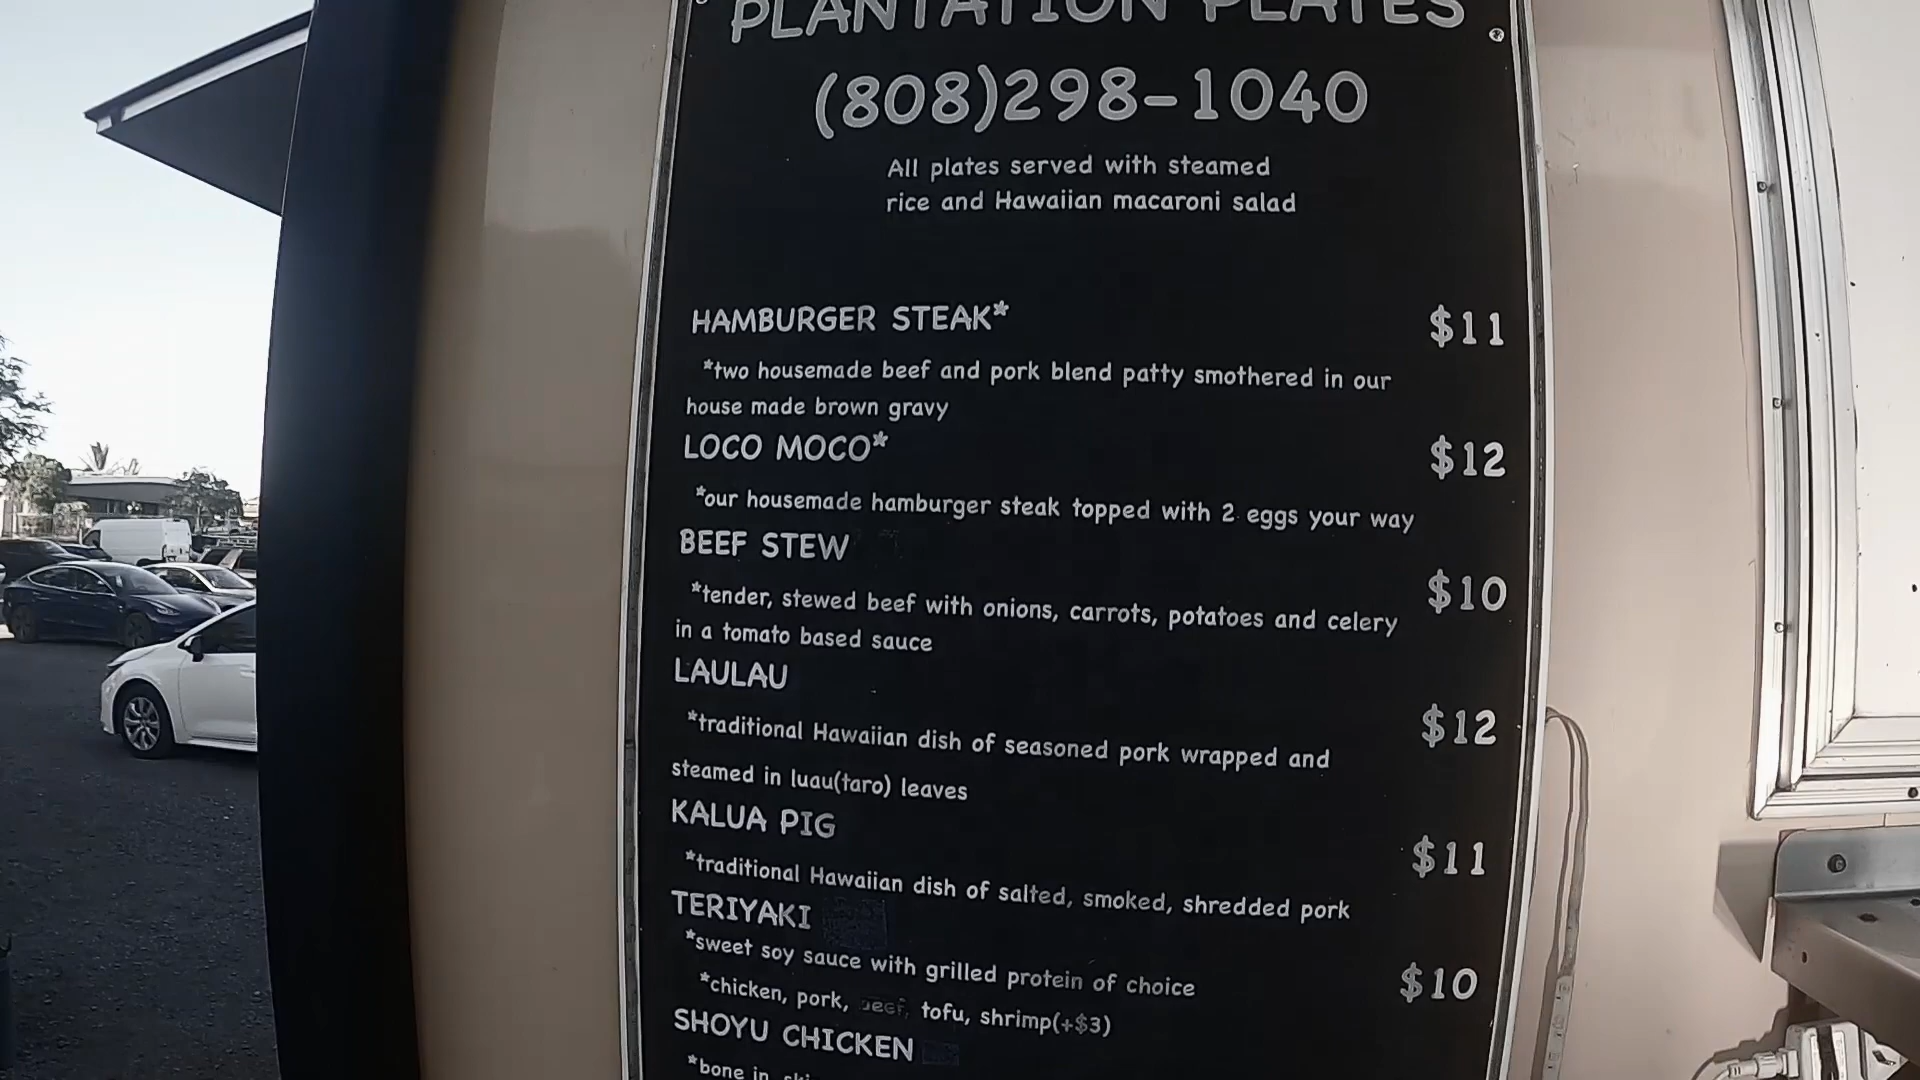 PLANTATION PLATES
(808)298-1040
All plates served with steamed
rice and Hawaiian macaroni salad
HAMBURGER STEAK* $11
*two housemade beef and pork blend patty smothered in our
house made brown gravy
LOCO MOCO* $12
*our housemade hamburger steak topped with 2 eggs your way
BEEF STEW $10
*tender, stewed beef with onions, carrots, potatoes and celery
in a tomato based sauce
LAULAU $12
*traditional Hawaiian dish of seasoned pork wrapped and
steamed in luau(taro) leaves
KALUA PIG $11
*traditional Hawaiian dish of salted, smoked, shredded pork
TERIYAKI $10
*sweet soy sauce with grilled protein of choice
*chicken, pork, beef, tofu, shrimp(+$3)
SHOYU CHICKEN
*bone in